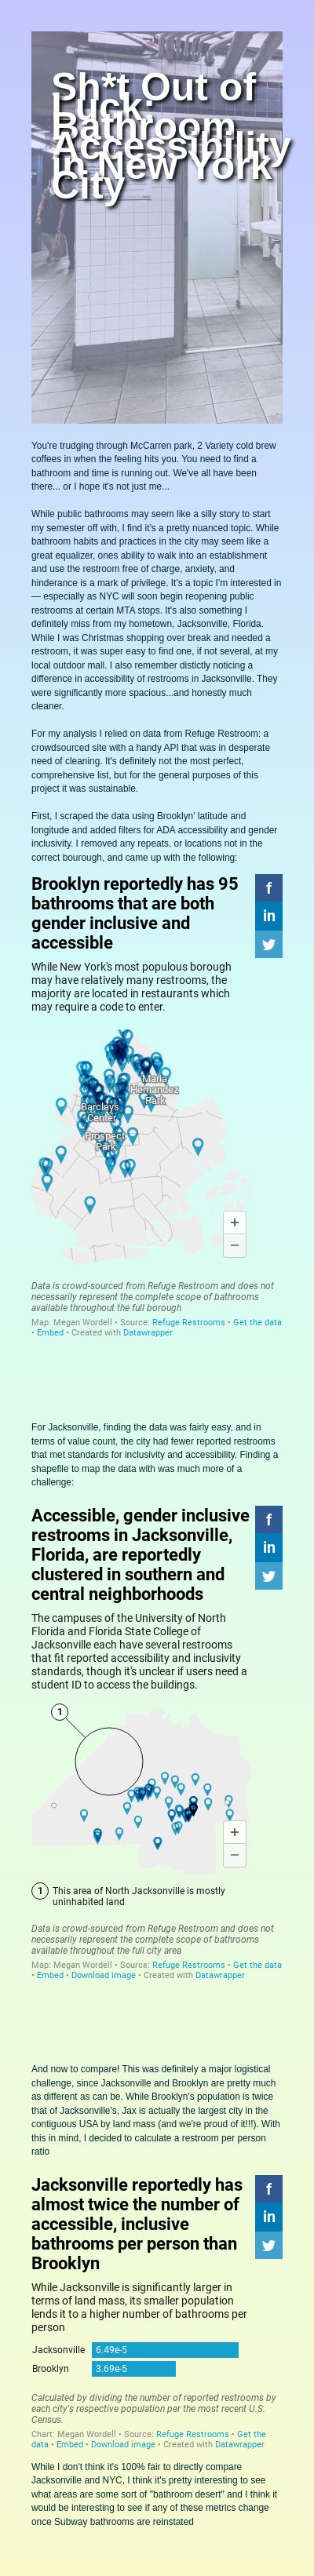 Sh*t Out of
Luck:
Bathroom
Accessibility
in New York
City
You're trudging through McCarren park, 2 Variety cold brew
coffees in when the feeling hits you. You need to find a
bathroom and time is running out. We've all have been
there... or I hope it's not just me...
While public bathrooms may seem like a silly story to start
my semester off with, I find it's a pretty nuanced topic. While
bathroom habits and practices in the city may seem like a
great equalizer, ones ability to walk into an establishment
and use the restroom free of charge, anxiety, and
hinderance is a mark of privilege. It's a topic I'm interested in
— especially as NYC will soon begin reopening public
restrooms at certain MTA stops. It's also something I
definitely miss from my hometown, Jacksonville, Florida.
While I was Christmas shopping over break and needed a
restroom, it was super easy to find one, if not several, at my
local outdoor mall. I also remember distictly noticing a
difference in accessibility of restrooms in Jacksonville. They
were significantly more spacious...and honestly much
cleaner.
For my analysis I relied on data from Refuge Restroom: a
crowdsourced site with a handy API that was in desperate
need of cleaning. It's definitely not the most perfect,
comprehensive list, but for the general purposes of this
project it was sustainable.
First, I scraped the data using Brooklyn' latitude and
longitude and added filters for ADA accessibility and gender
inclusivity. I removed any repeats, or locations not in the
correct bourough, and came up with the following:
Brooklyn reportedly has 95
bathrooms that are both
gender inclusive and
accessible
f
in
While New York's most populous borough
may have relatively many restrooms, the
majority are located in restaurants which
may require a code to enter.
Maria
Hernandez
Park
Barclays
Center
Prospect
Park
+
−
Data is crowd-sourced from Refuge Restroom and does not
necessarily represent the complete scope of bathrooms
available throughout the full borough
Map: Megan Wordell • Source: Refuge Restrooms • Get the data
• Embed • Created with Datawrapper
For Jacksonville, finding the data was fairly easy, and in
terms of value count, the city had fewer reported restrooms
that met standards for inclusivity and accessibility. Finding a
shapefile to map the data with was much more of a
challenge:
Accessible, gender inclusive
restrooms in Jacksonville,
Florida, are reportedly
clustered in southern and
central neighborhoods
f
in
The campuses of the University of North
Florida and Florida State College of
Jacksonville each have several restrooms
that fit reported accessibility and inclusivity
standards, though it's unclear if users need a
student ID to access the buildings.
1
+
−
1 This area of North Jacksonville is mostly
uninhabited land
Data is crowd-sourced from Refuge Restroom and does not
necessarily represent the complete scope of bathrooms
available throughout the full city area
Map: Megan Wordell • Source: Refuge Restrooms • Get the data
• Embed • Download image • Created with Datawrapper
And now to compare! This was definitely a major logistical
challenge, since Jacksonville and Brooklyn are pretty much
as different as can be. While Brooklyn's population is twice
that of Jacksonville's, Jax is actually the largest city in the
contiguous USA by land mass (and we're proud of it!!!). With
this in mind, I decided to calculate a restroom per person
ratio
Jacksonville reportedly has
almost twice the number of
accessible, inclusive
bathrooms per person than
Brooklyn
f
in
While Jacksonville is significantly larger in
terms of land mass, its smaller population
lends it to a higher number of bathrooms per
person
Jacksonville 6.49e-5
Brooklyn 3.69e-5
Calculated by dividing the number of reported restrooms by
each city's respective population per the most recent U.S.
Census.
Chart: Megan Wordell • Source: Refuge Restrooms • Get the
data • Embed • Download image • Created with Datawrapper
While I don't think it's 100% fair to directly compare
Jacksonville and NYC, I think it's pretty interesting to see
what areas are some sort of "bathroom desert" and I think it
would be interesting to see if any of these metrics change
once Subway bathrooms are reinstated